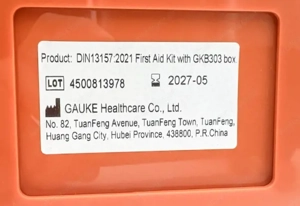 Product: DIN13157:2021 First Aid Kit with GKB303 box
LOT 4500813978 2027-05
GAUKE Healthcare Co., Ltd.
No. 82, TuanFeng Avenue, TuanFeng Town, TuanFeng,
Huang Gang City, Hubei Province, 438800, P.R.China